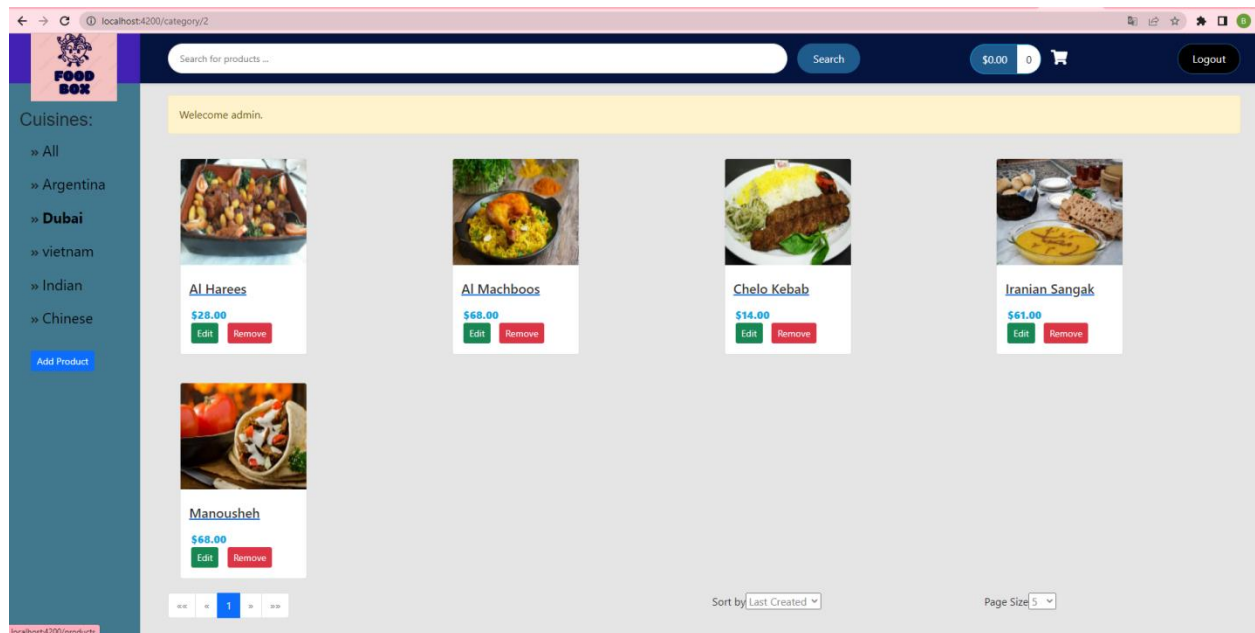 localhost:4200/category/2
B
FOOD
BOX
Search for products ...
Search
$0.00 0
Logout
Cuisines:
» All
» Argentina
» Dubai
» vietnam
» Indian
» Chinese
Add Product
Welecome admin.
Al Harees
$28.00
Edit Remove
Al Machboos
$68.00
Edit Remove
Chelo Kebab
$14.00
Edit Remove
Iranian Sangak
$61.00
Edit Remove
Manousheh
$68.00
Edit Remove
«« « 1 » »»
Sort by Last Created
Page Size 5
localhost:4200/products